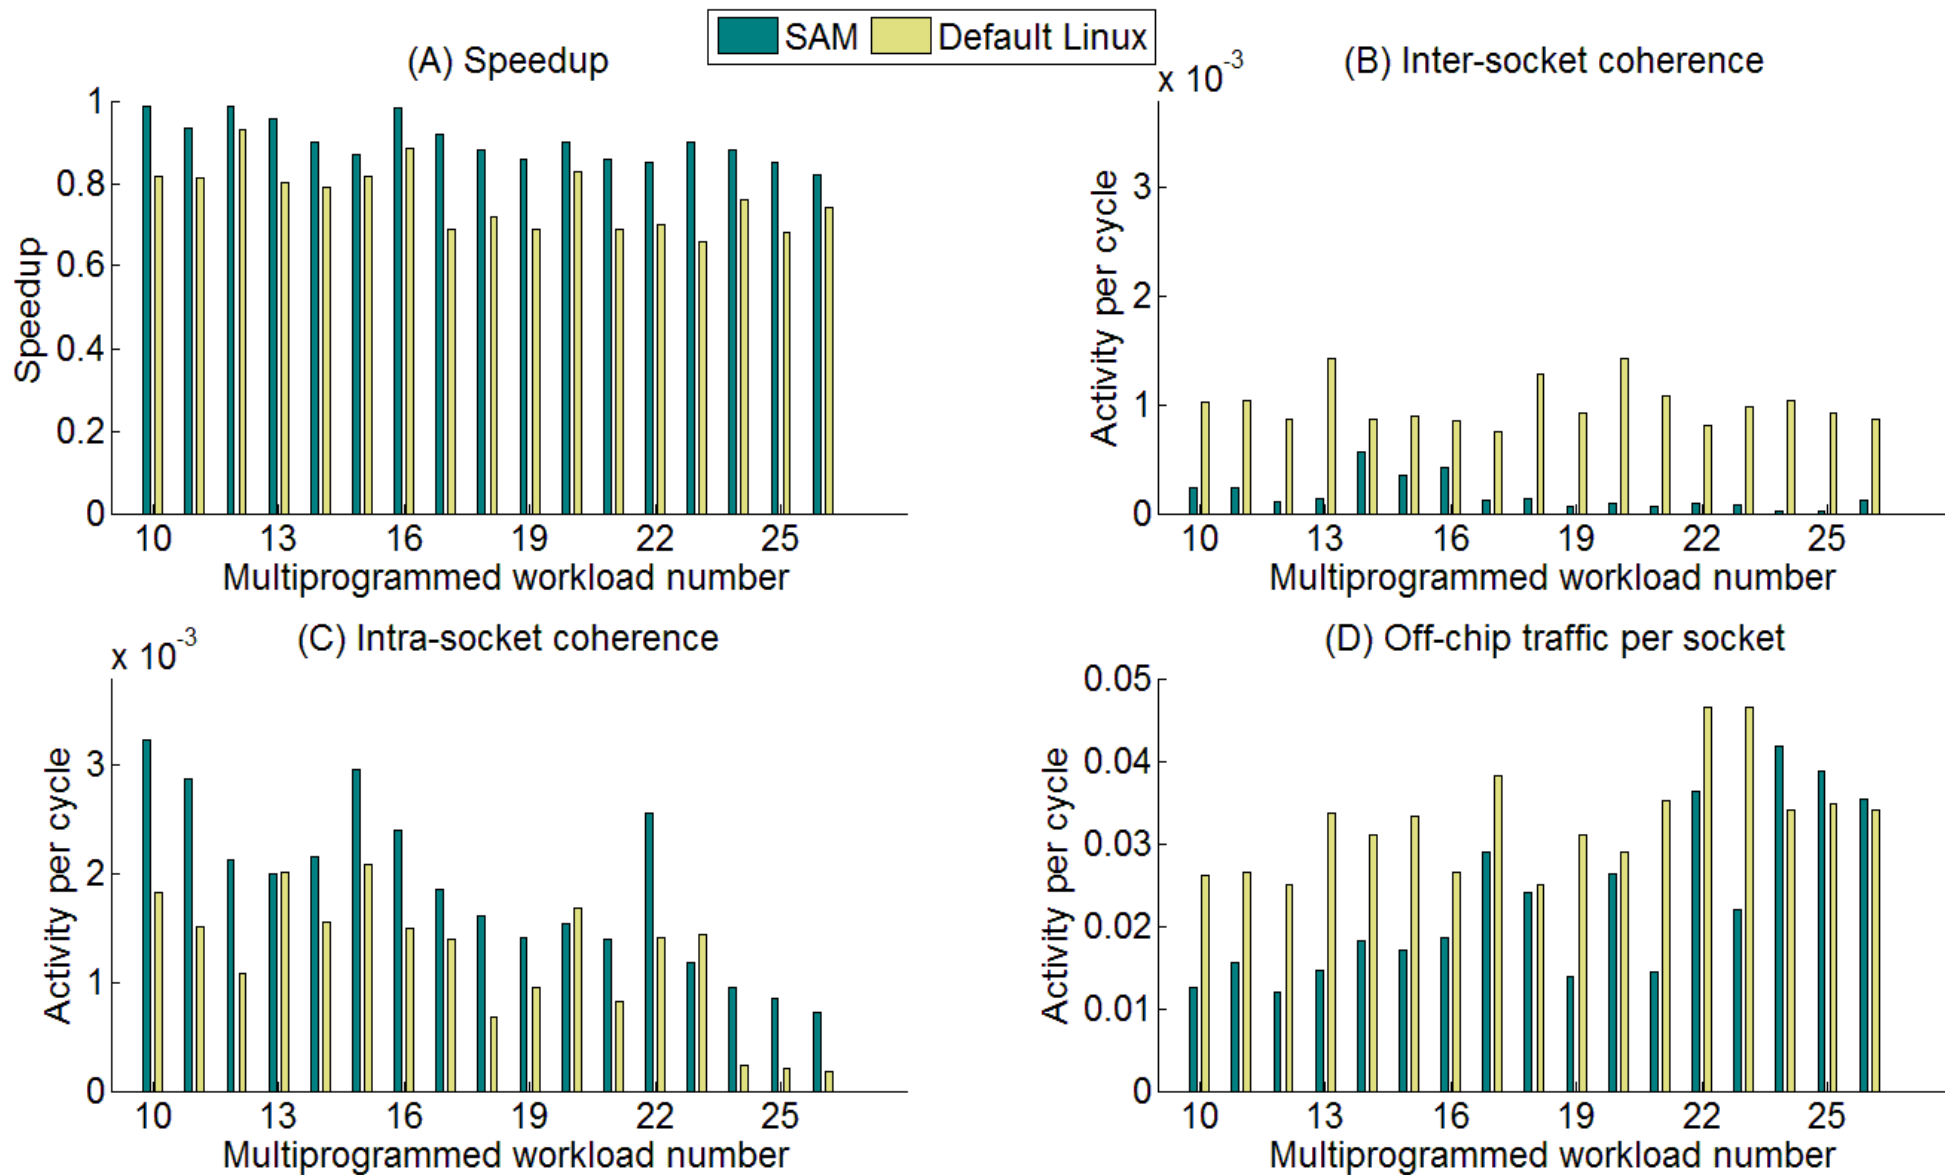 SAM Default Linux
(A) Speedup
1
0.8
0.6
0.4
0.2
0
Speedup
10 13 16 19 22 25
Multiprogrammed workload number
(B) Inter-socket coherence
x 10^-3
3
2
1
0
Activity per cycle
10 13 16 19 22 25
Multiprogrammed workload number
(C) Intra-socket coherence
x 10^-3
3
2
1
0
Activity per cycle
10 13 16 19 22 25
Multiprogrammed workload number
(D) Off-chip traffic per socket
0.05
0.04
0.03
0.02
0.01
0
Activity per cycle
10 13 16 19 22 25
Multiprogrammed workload number